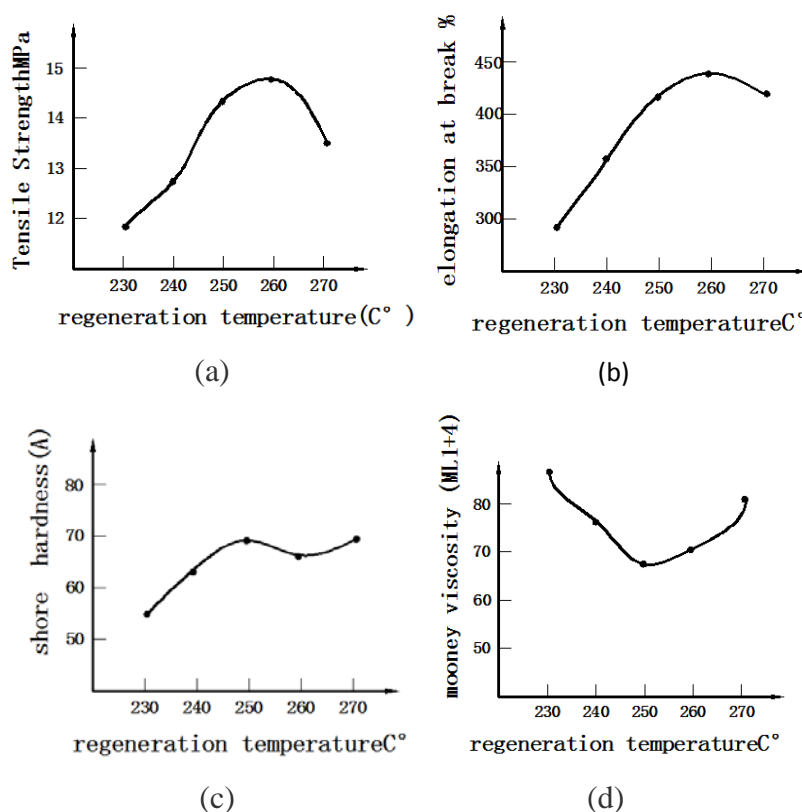 Tensile StrengthMPa
15
14
13
12
230 240 250 260 270
regeneration temperature(C° )
(a)
elongation at break %
450
400
350
300
230 240 250 260 270
regeneration temperatureC°
(b)
shore hardness(A)
80
70
60
50
230 240 250 260 270
regeneration temperatureC°
(c)
mooney viscosity (ML1+4)
80
70
60
50
230 240 250 260 270
regeneration temperatureC°
(d)